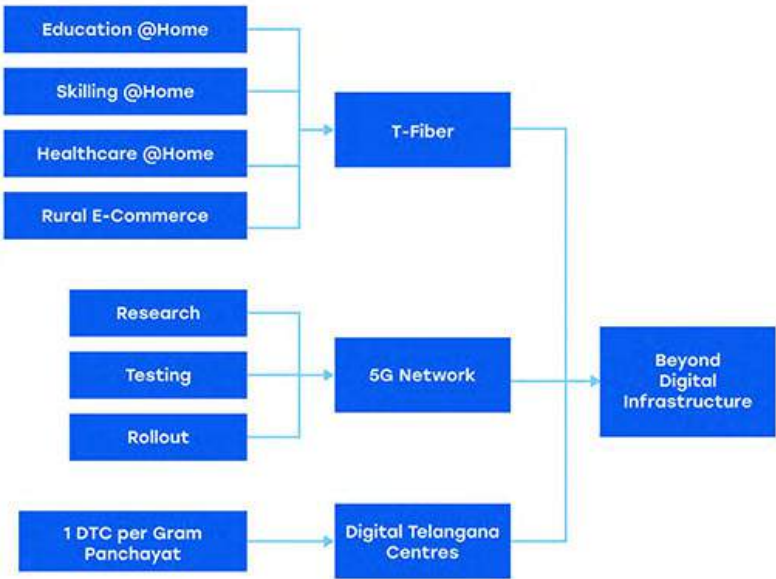 Education @Home
Skilling @Home
Healthcare @Home
Rural E-Commerce
T-Fiber
Research
Testing
Rollout
5G Network
Beyond
Digital
Infrastructure
1 DTC per Gram
Panchayat
Digital Telangana
Centres